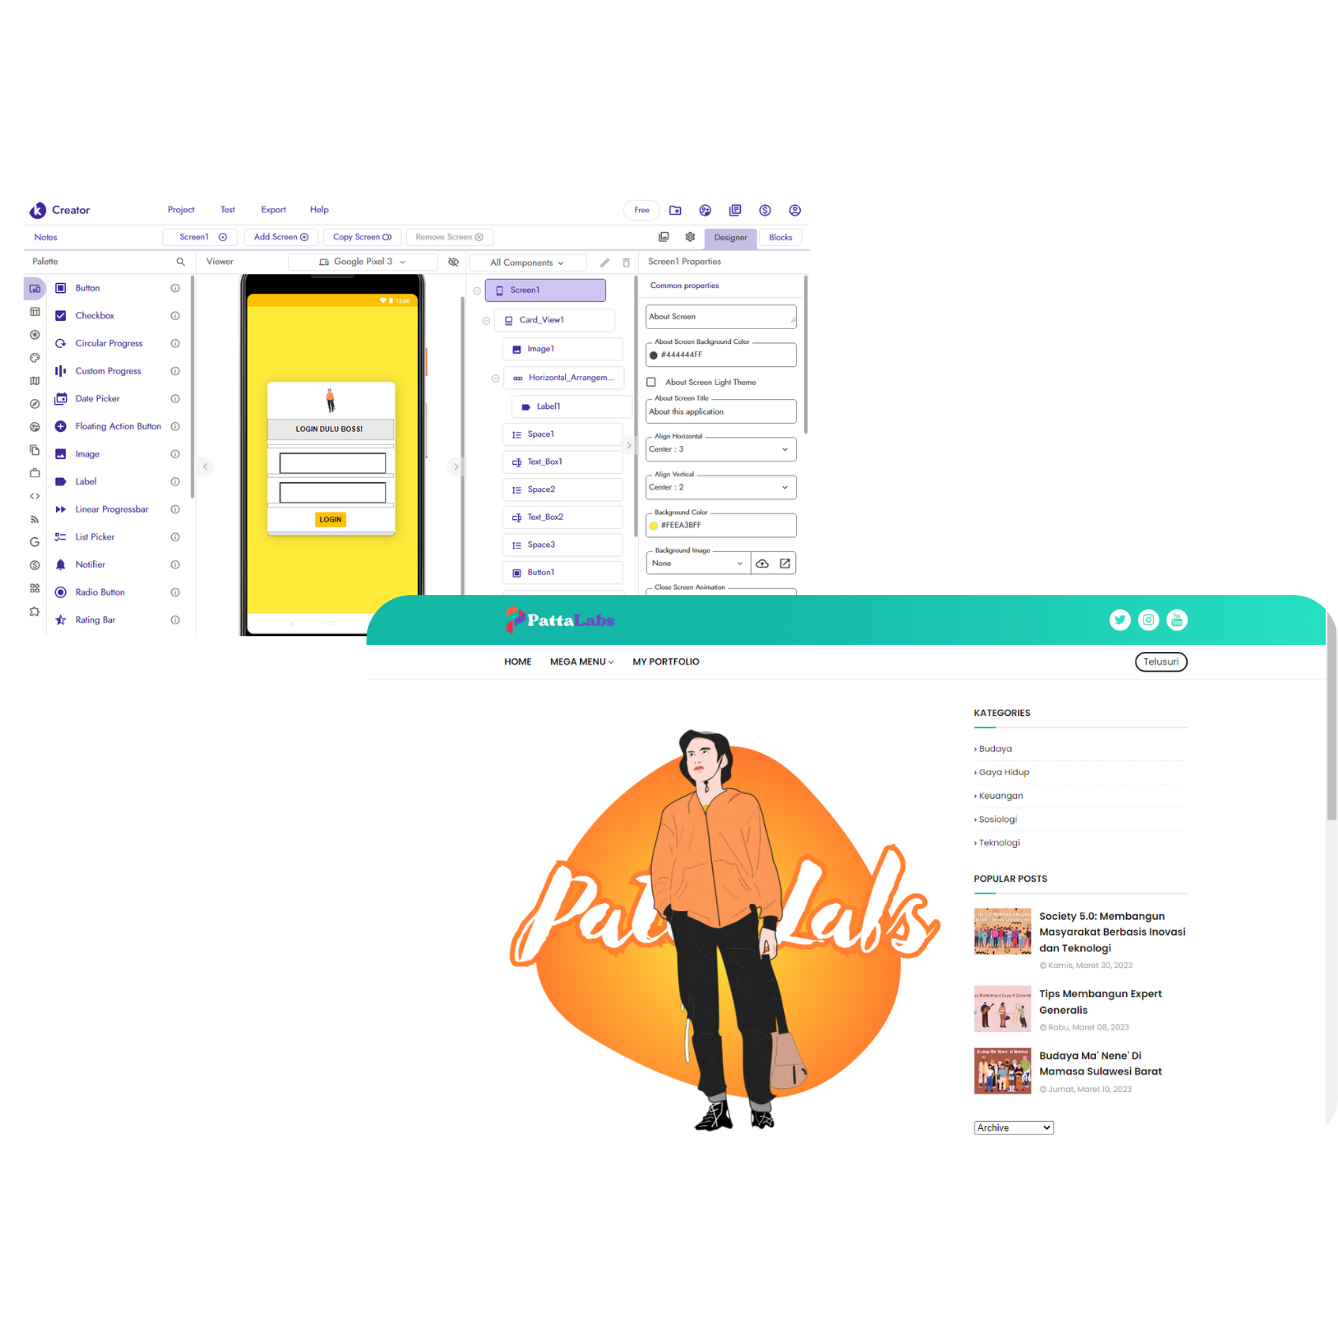 Creator
Project
Test
Export
Help
Free
Notes
Screen1
Add Screen
Copy Screen
Remove Screen
Designer
Blocks
Palette
Viewer
Google Pixel 3
All Components
Screen1 Properties
Button
Checkbox
Circular Progress
Custom Progress
Date Picker
Floating Action Button
Image
Label
Linear Progressbar
List Picker
Notifier
Radio Button
Rating Bar
LOGIN DULU BOSS!
LOGIN
Screen1
Card_View1
Image1
Horizontal_Arrangem...
Label1
Space1
Text_Box1
Space2
Text_Box2
Space3
Button1
Common properties
About Screen
About Screen Background Color
#444444FF
About Screen Light Theme
About Screen Title
About this application
Align Horizontal
Center : 3
Align Vertical
Center : 2
Background Color
#FEEA3BFF
Background Image
None
Close Screen Animation
PattaLabs
HOME
MEGA MENU
MY PORTFOLIO
Telusuri
Labs
KATEGORIES
› Budaya
› Gaya Hidup
› Keuangan
› Sosiologi
› Teknologi
POPULAR POSTS
Society 5.0: Membangun
Masyarakat Berbasis Inovasi
dan Teknologi
Kamis, Maret 30, 2023
Tips Membangun Expert
Generalis
Rabu, Maret 08, 2023
Budaya Ma' Nene' Di
Mamasa Sulawesi Barat
Jumat, Maret 10, 2023
Archive